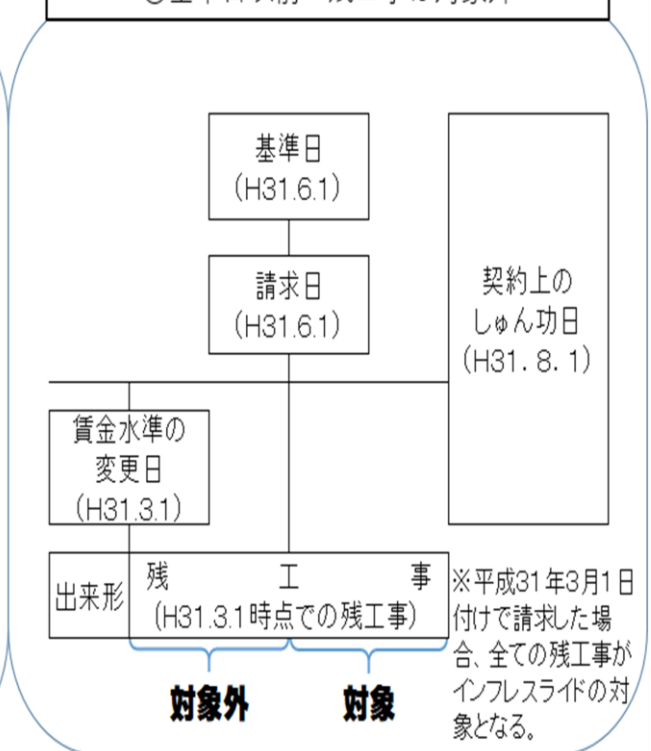 基準日
(H31.6.1)
請求日
(H31.6.1)
契約上の
しゅん功日
(H31.8.1)
賃金水準の
変更日
(H31.3.1)
出来形
残 工 事
(H31.3.1時点での残工事)
※平成31年3月1日
付けで請求した場
合、全ての残工事が
インフレスライドの対
象となる。
対象外
対象